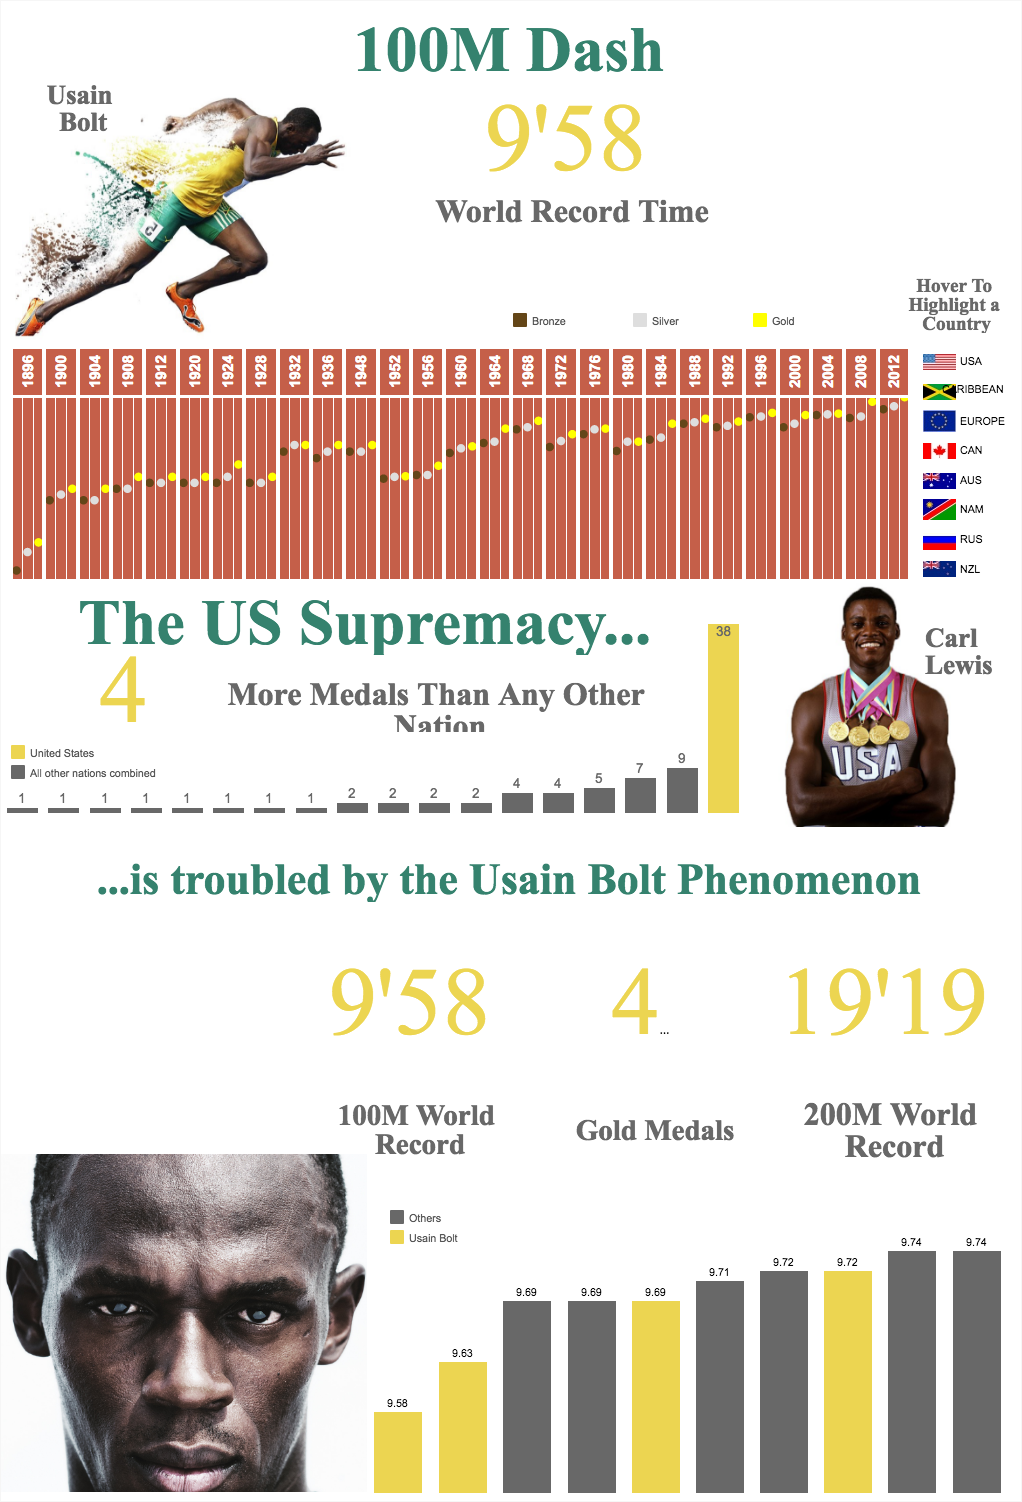 100M Dash
Usain
Bolt
9'58
World Record Time
Hover To
Highlight a
Country
Bronze
Silver
Gold
1896
1900
1904
1908
1912
1920
1924
1928
1932
1936
1948
1952
1956
1960
1964
1968
1972
1976
1980
1984
1988
1992
1996
2000
2004
2008
2012
USA
CARIBBEAN
EUROPE
CAN
AUS
NAM
RUS
NZL
The US Supremacy...
4
More Medals Than Any Other
Nation
Carl
Lewis
United States
All other nations combined
1
1
1
1
1
1
1
1
2
2
2
2
4
4
5
7
9
38
USA
...is troubled by the Usain Bolt Phenomenon
9'58
4...
19'19
100M World
Record
Gold Medals
200M World
Record
Others
Usain Bolt
9.58
9.63
9.69
9.69
9.69
9.71
9.72
9.72
9.74
9.74